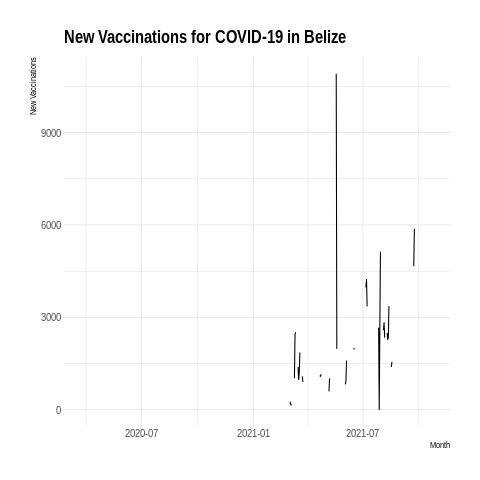 New Vaccinations for COVID-19 in Belize
New Vaccinations
9000
6000
3000
0
2020-07 2021-01 2021-07
Month